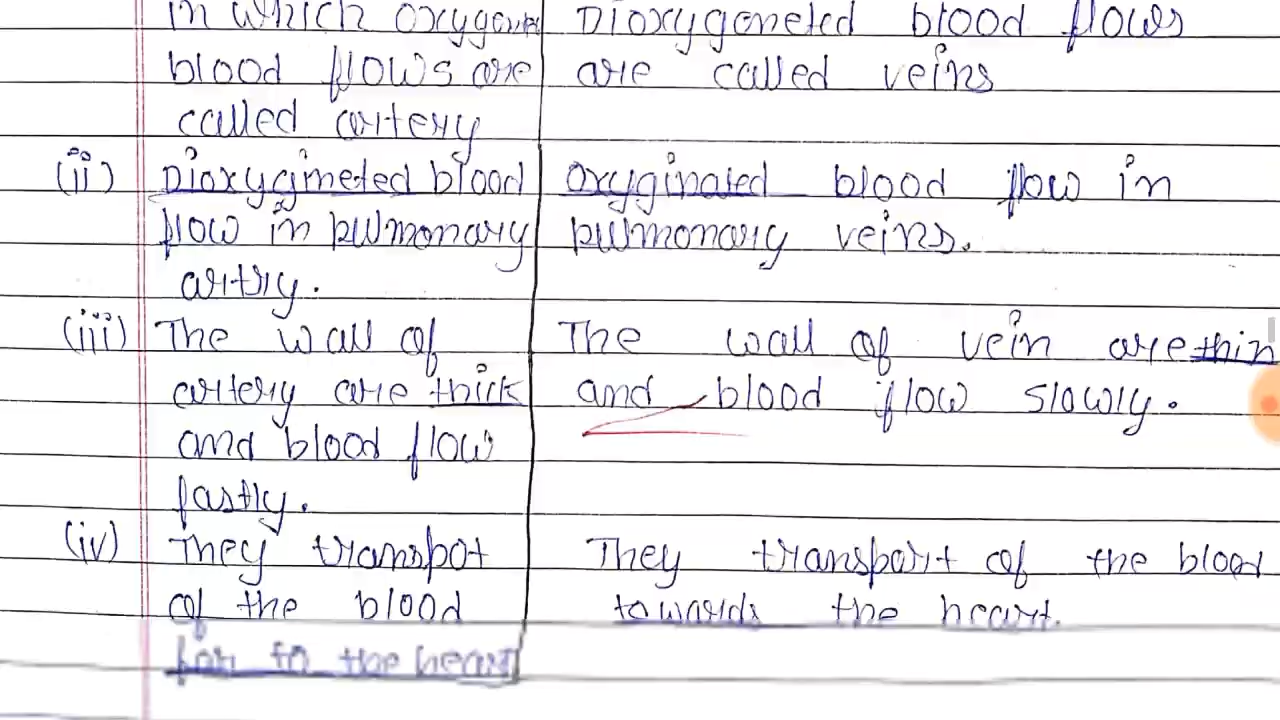 in which oxygena Dioxygoneted blood flows
blood flows are are called veins
called artery
(ii) Dioxygineted blood oxyginated blood flow in
flow in pulmonary pulmonary veins.
artry.
(iii) The wall of The wall of vein are thin
artery are thick and blood flow slowly.
and blood flow
fastly.
(iv) They transpot They transport of the blood
of the blood towards the heart.
far to the heart